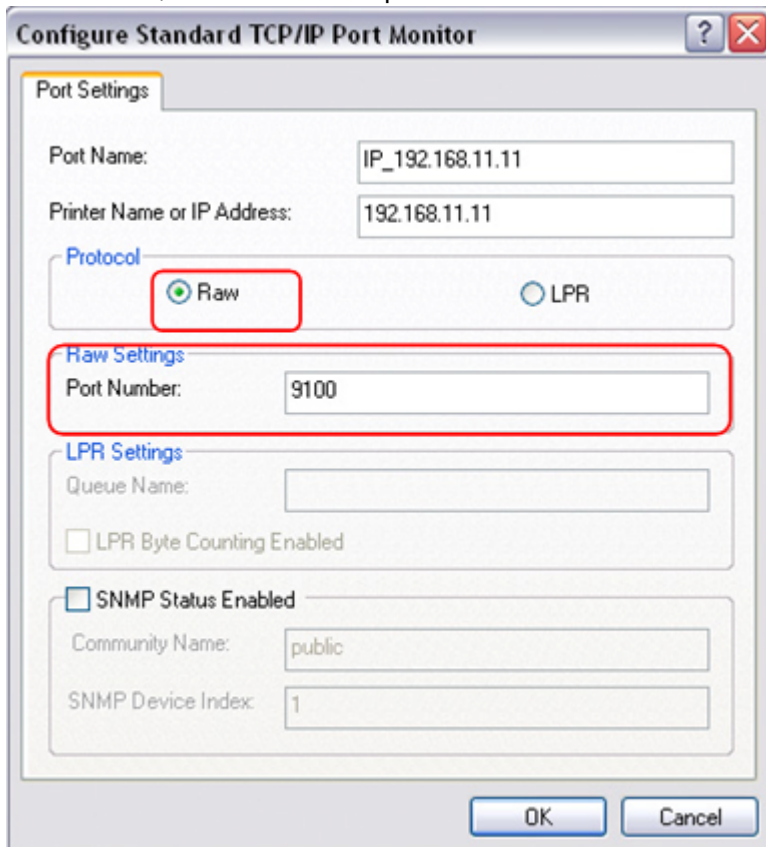 Configure Standard TCP/IP Port Monitor
Port Settings
Port Name: IP_192.168.11.11
Printer Name or IP Address: 192.168.11.11
Protocol
Raw LPR
Raw Settings
Port Number: 9100
LPR Settings
Queue Name:
LPR Byte Counting Enabled
SNMP Status Enabled
Community Name: public
SNMP Device Index: 1
OK Cancel